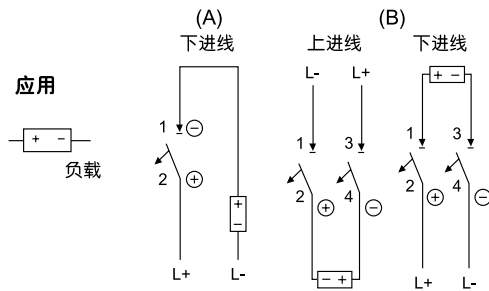 (A)
(B)
下进线
上进线
下进线
L- L+
+ -
应用
+ -
负载
1 -
2 +
+
-
L+ L-
1 3
2 + 4 -
- +
1 3
2 + 4 -
L+ L-